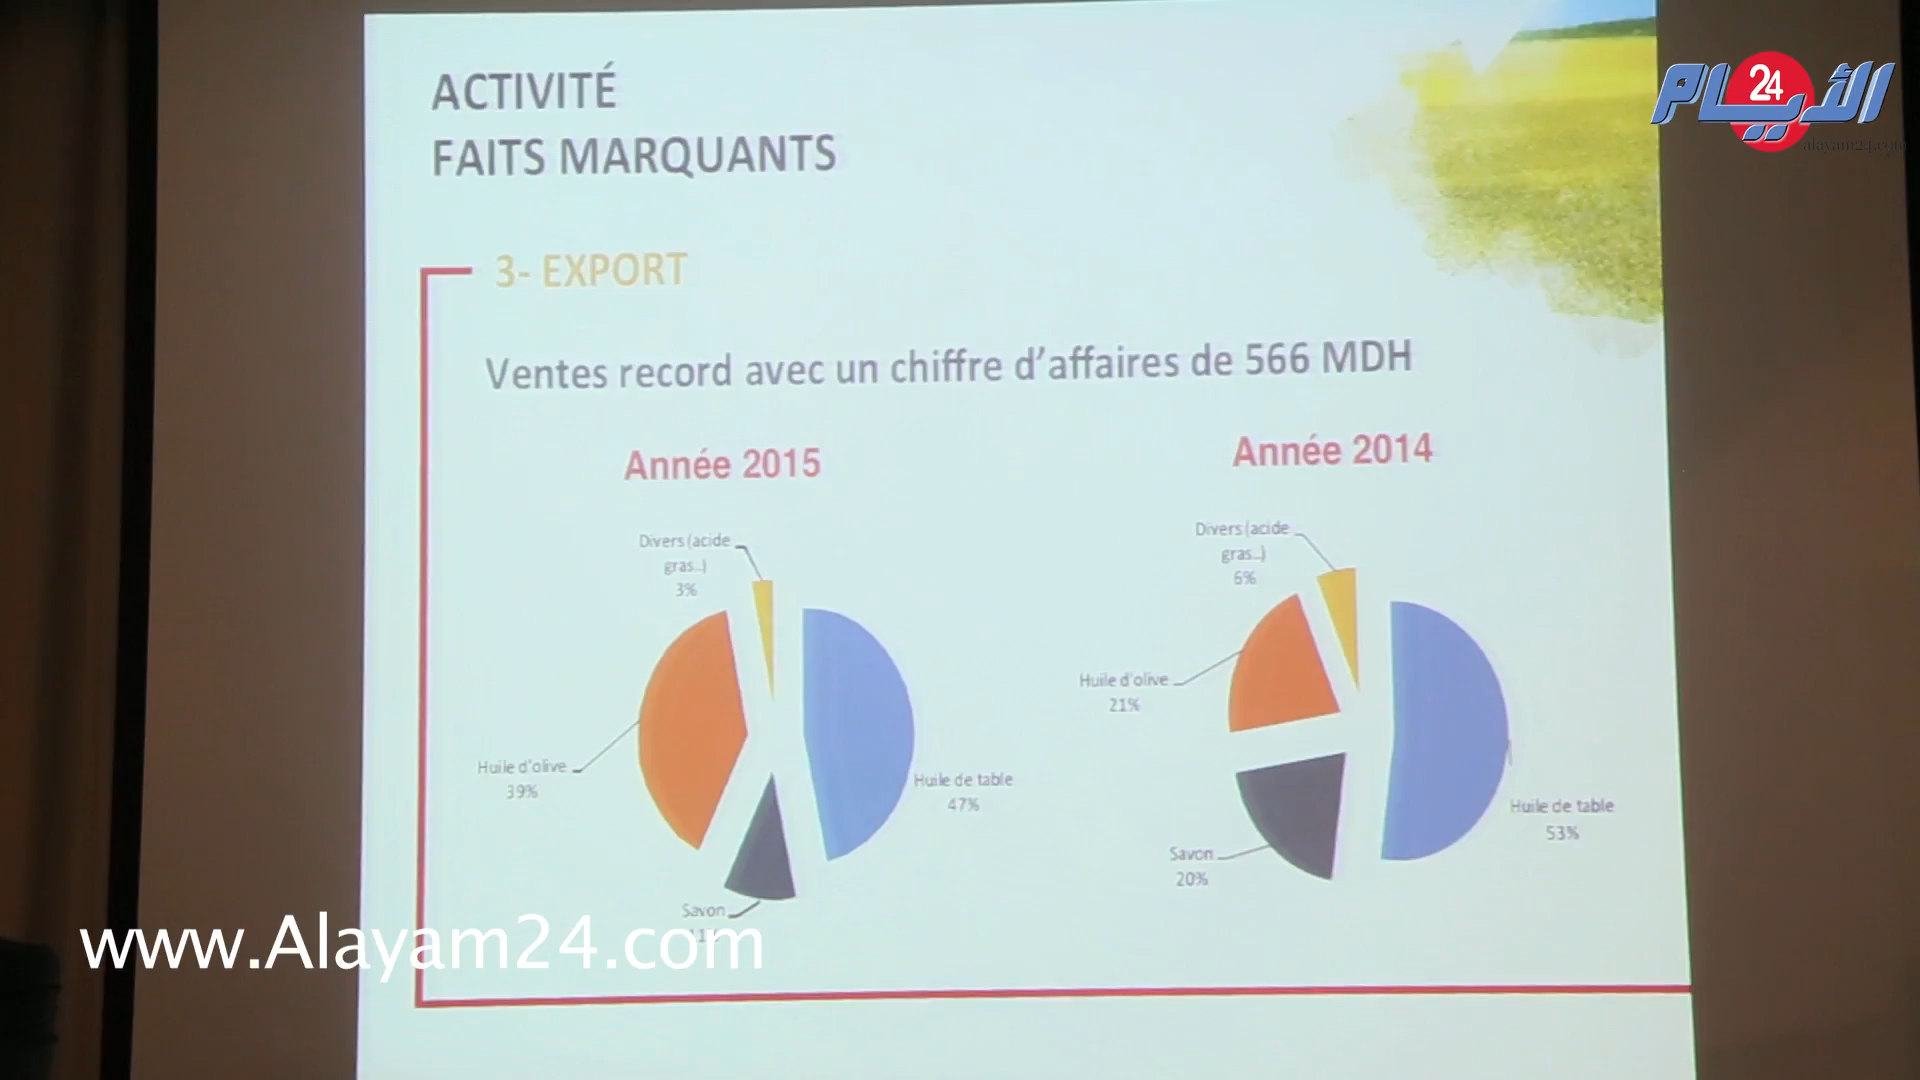 ACTIVITÉ
FAITS MARQUANTS
الأيام 24
alayam24.com
3- EXPORT
Ventes record avec un chiffre d'affaires de 566 MDH
Année 2015
Année 2014
Divers (acide
gras..)
3%
Huile d'olive
39%
Huile de table
47%
Savon
Divers (acide
gras..)
6%
Huile d'olive
21%
Huile de table
53%
Savon
20%
www.Alayam24.com